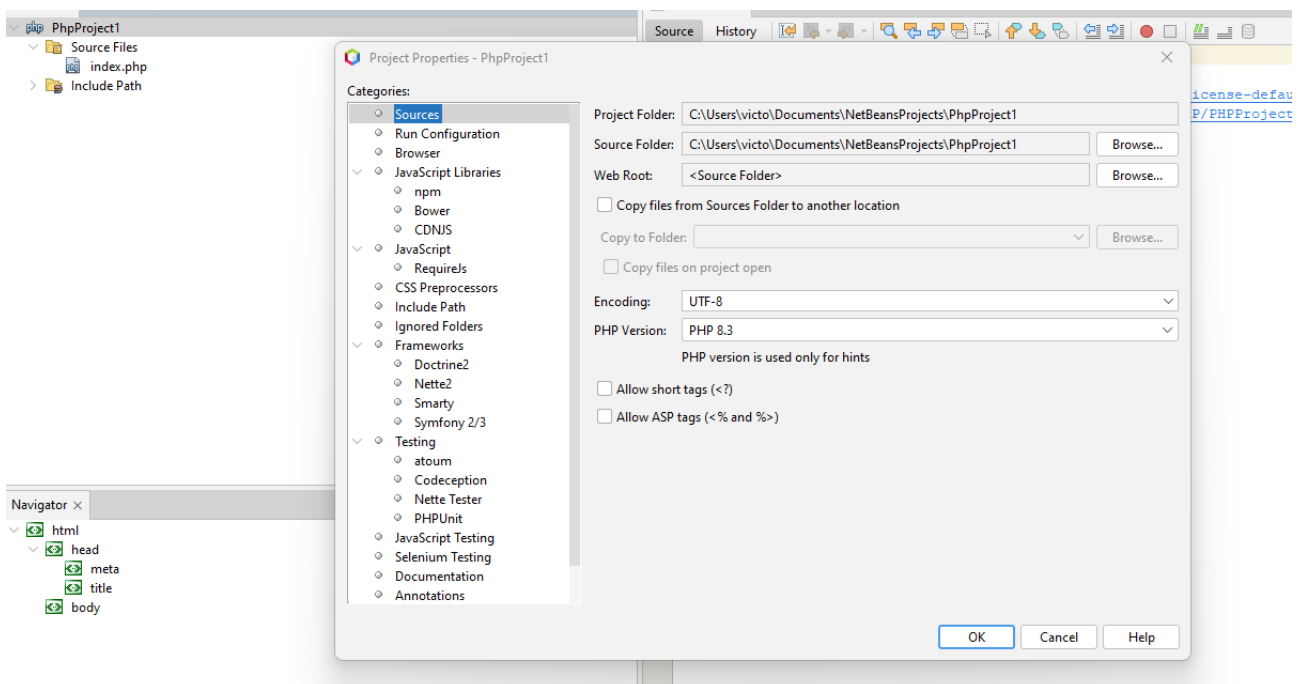 PhpProject1
Source Files
index.php
Include Path
Source History
Project Properties - PhpProject1
Categories:
Sources
Run Configuration
Browser
JavaScript Libraries
npm
Bower
CDNJS
JavaScript
RequireJs
CSS Preprocessors
Include Path
Ignored Folders
Frameworks
Doctrine2
Nette2
Smarty
Symfony 2/3
Testing
atoum
Codeception
Nette Tester
PHPUnit
JavaScript Testing
Selenium Testing
Documentation
Annotations
Project Folder: C:\Users\victo\Documents\NetBeansProjects\PhpProject1
Source Folder: C:\Users\victo\Documents\NetBeansProjects\PhpProject1 Browse...
Web Root: <Source Folder> Browse...
Copy files from Sources Folder to another location
Copy to Folder: Browse...
Copy files on project open
Encoding: UTF-8
PHP Version: PHP 8.3
PHP version is used only for hints
Allow short tags (<?)
Allow ASP tags (<% and %>)
OK Cancel Help
icense-defau
P/PHPProject
Navigator
html
head
meta
title
body